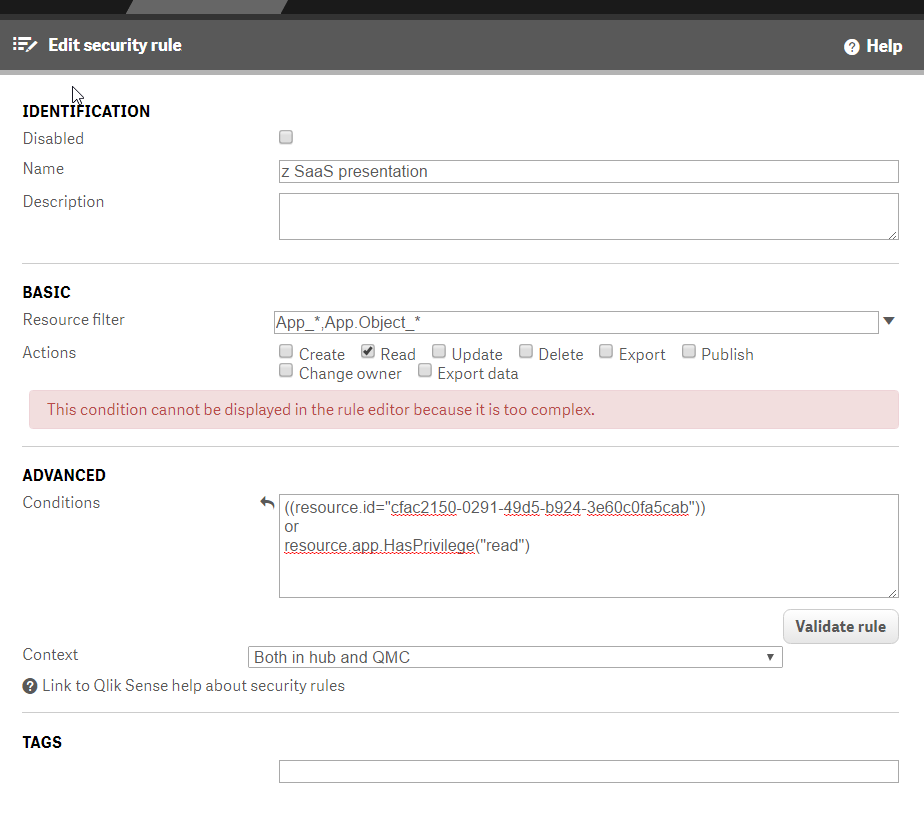 Edit security rule
Help
IDENTIFICATION
Disabled
Name
z SaaS presentation
Description
BASIC
Resource filter
App_*,App.Object_*
Actions
Create Read Update Delete Export Publish
Change owner Export data
This condition cannot be displayed in the rule editor because it is too complex.
ADVANCED
Conditions
((resource.id="cfac2150-0291-49d5-b924-3e60c0fa5cab"))
or
resource.app.HasPrivilege("read")
Validate rule
Context
Both in hub and QMC
Link to Qlik Sense help about security rules
TAGS